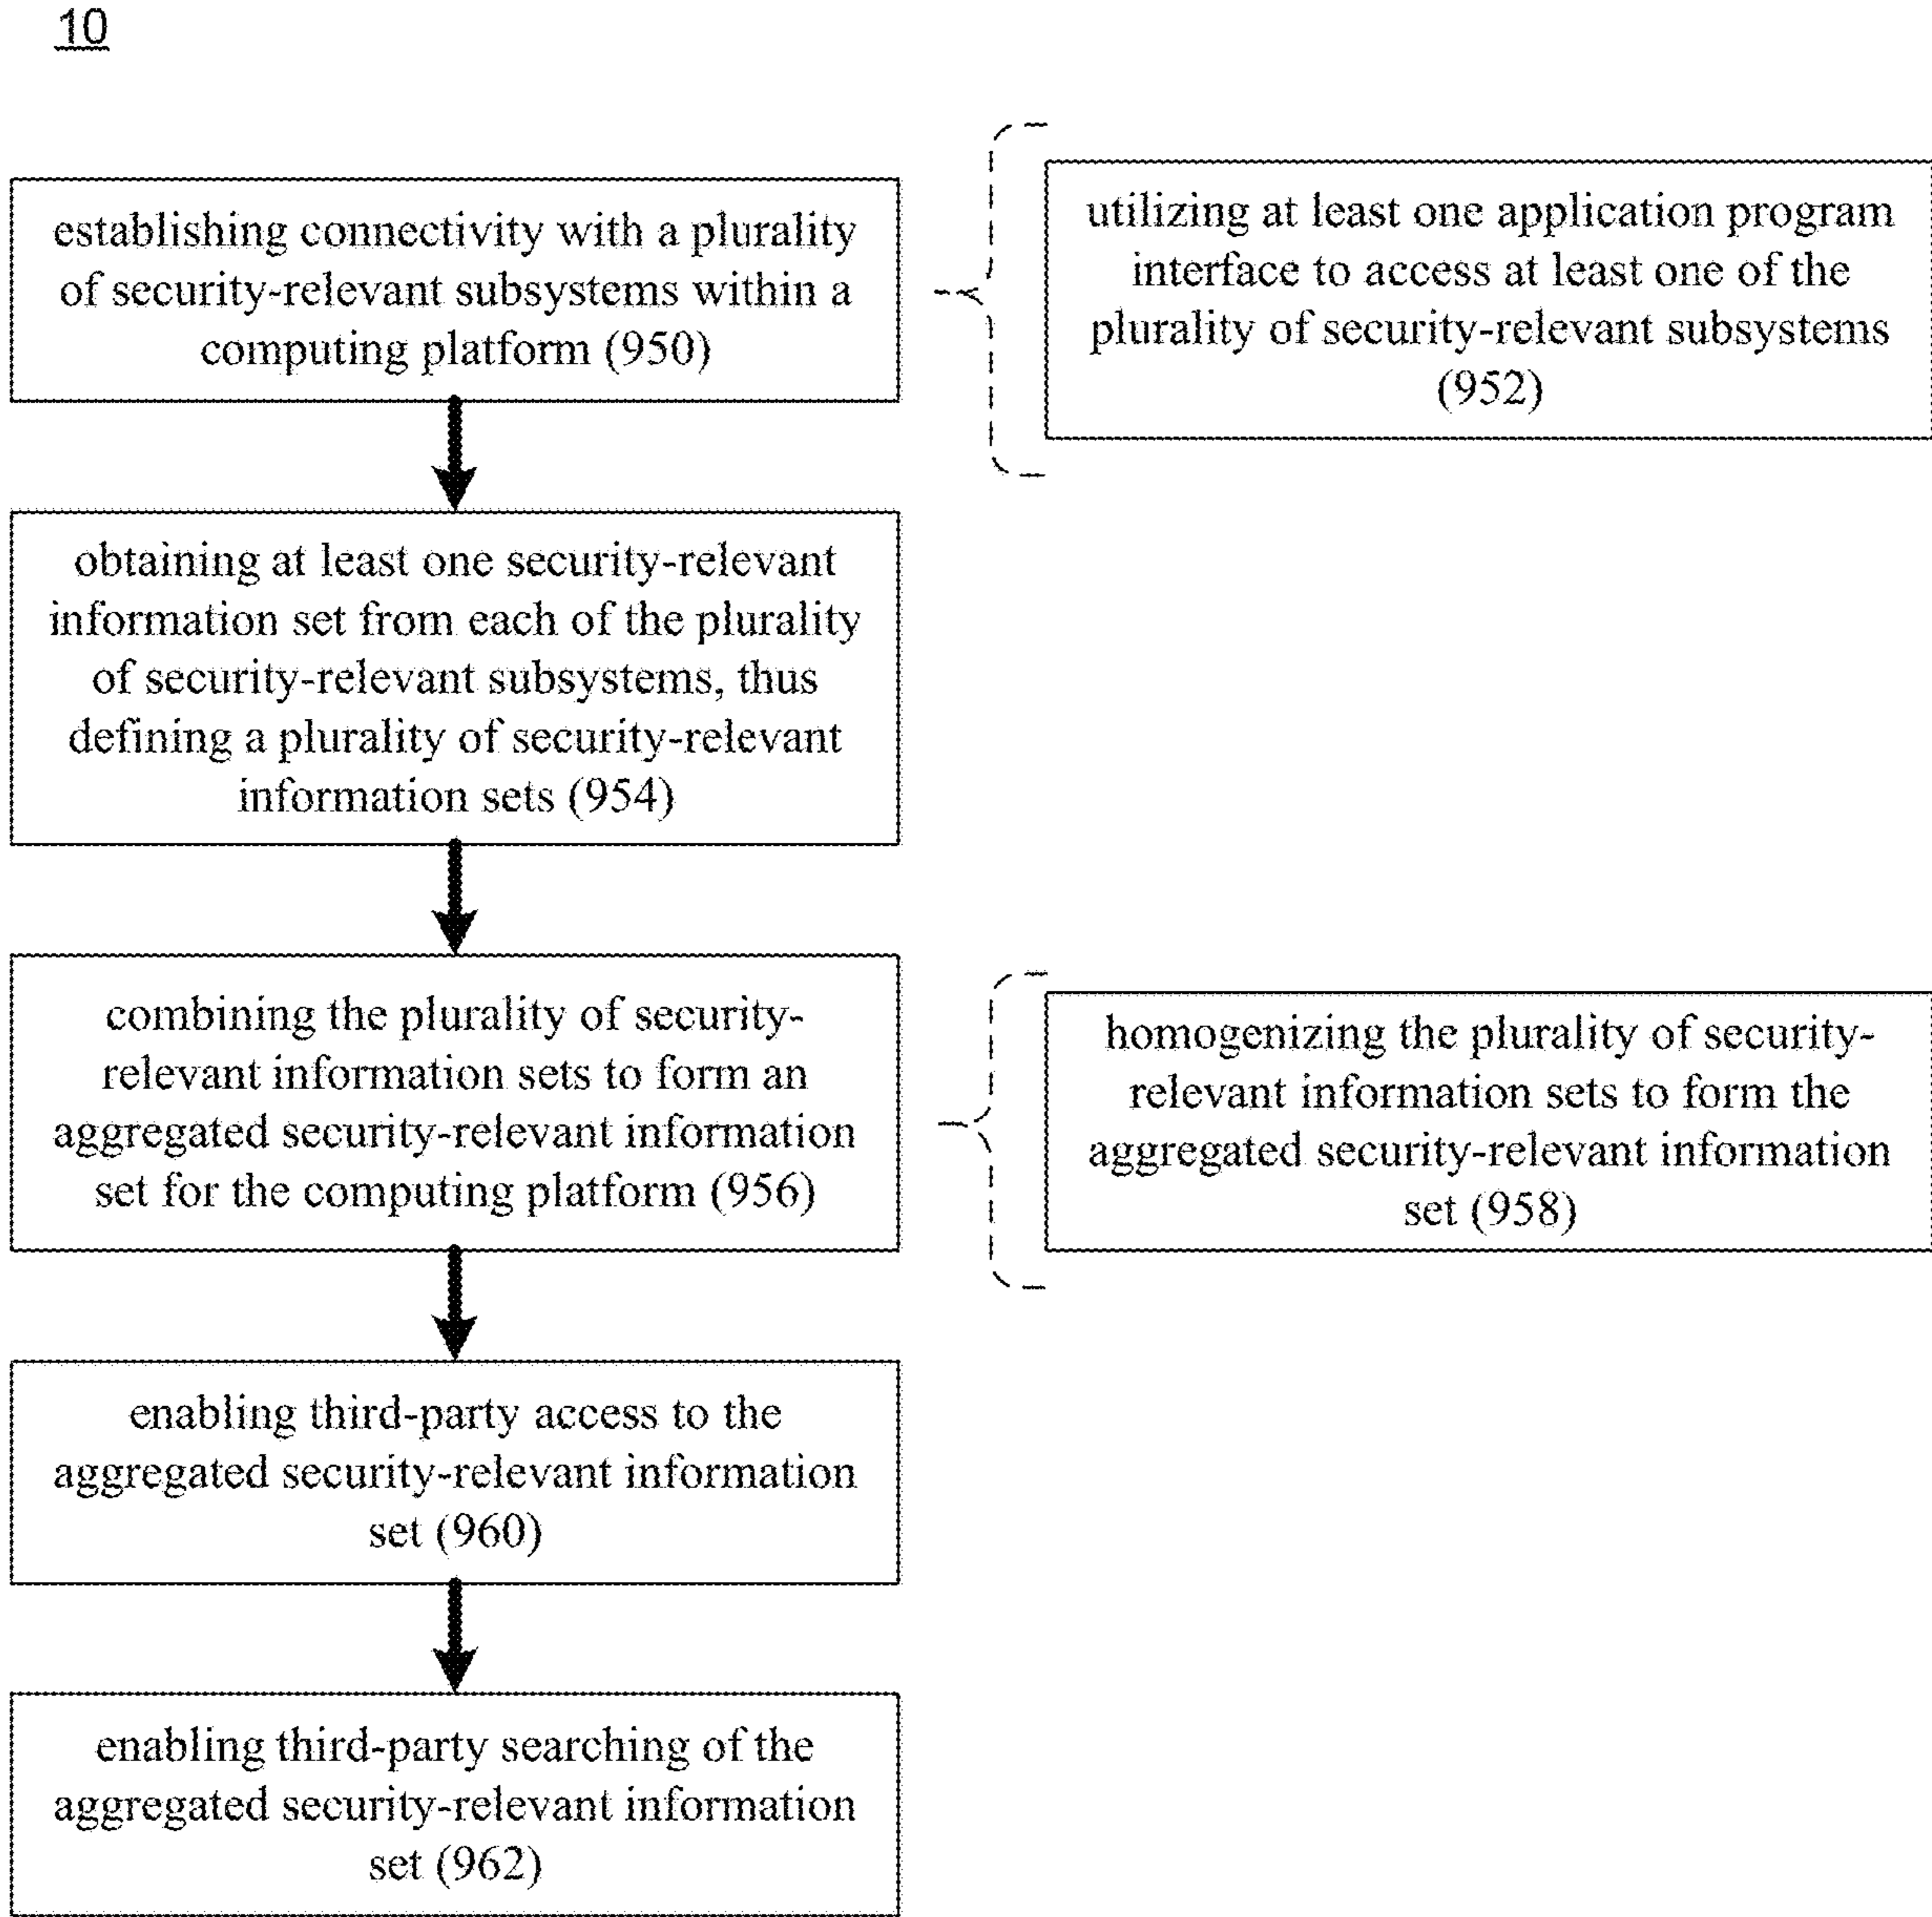 10
establishing connectivity with a plurality
of security-relevant subsystems within a
computing platform (950)
utilizing at least one application program
interface to access at least one of the
plurality of security-relevant subsystems
(952)
obtaining at least one security-relevant
information set from each of the plurality
of security-relevant subsystems, thus
defining a plurality of security-relevant
information sets (954)
combining the plurality of security-
relevant information sets to form an
aggregated security-relevant information
set for the computing platform (956)
homogenizing the plurality of security-
relevant information sets to form the
aggregated security-relevant information
set (958)
enabling third-party access to the
aggregated security-relevant information
set (960)
enabling third-party searching of the
aggregated security-relevant information
set (962)